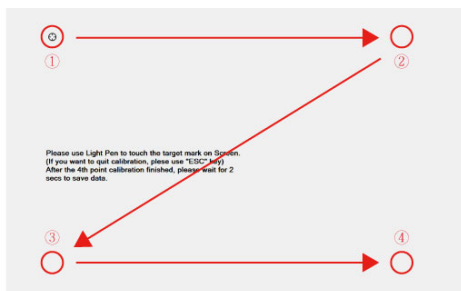 ① ②
Please use Light Pen to touch the target mark on Screen.
(If you want to quit calibration, plese use "ESC" key)
After the 4th point calibration finished, please wait for 2
secs to save data.
③ ④